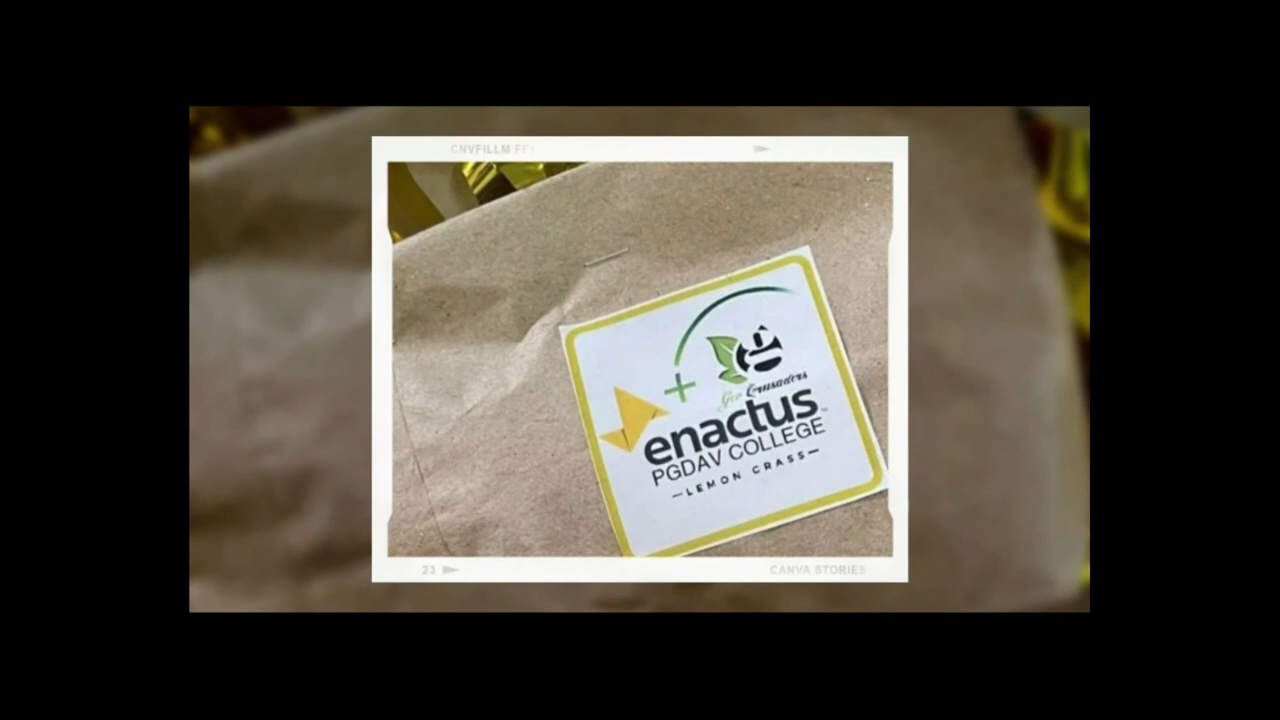 CNVFILLM FF1
Geo Crusaders
enactus
PGDAV COLLEGE
—LEMON GRASS—
23
CANVA STORIES